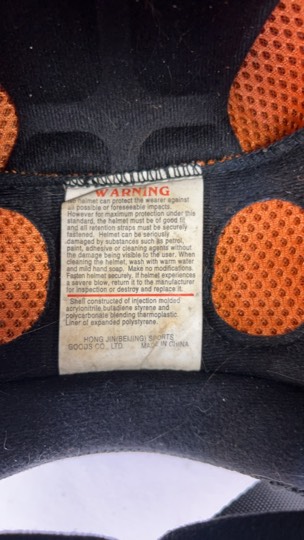 WARNING
helmet can protect the wearer against
all possible or foreseeable impacts.
However for maximum protection under this
standard, the helmet must be of good fit
and all retention straps must be securely
fastened. Helmet can be seriously
damaged by substances such as petrol,
paint, adhesive or cleaning agents without
the damage being visible to the user. When
cleaning the helmet, wash with warm water
and mild hand soap. Make no modifications.
Fasten helmet securely. If helmet experiences
a severe blow, return it to the manufacturer
for inspection or destroy and replace it.
Shell constructed of injection molded
acrylonitrile butadiene styrene and
polycarbonate blending thermoplastic.
Liner of expanded polystyrene.
HONG JIN(BEIJING) SPORTS
CO., LTD. MADE IN CHINA